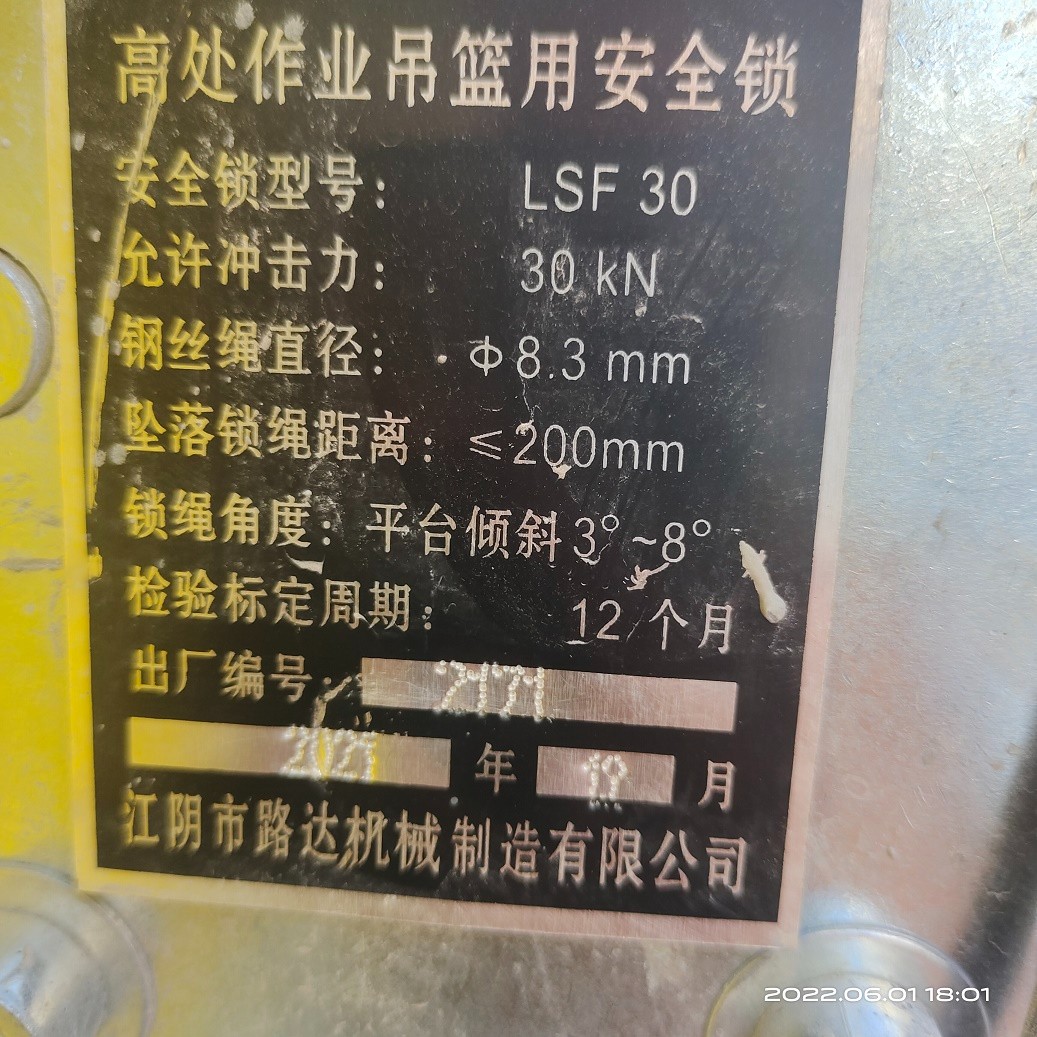 高处作业吊篮用安全锁
安全锁型号： LSF 30
允许冲击力： 30 kN
钢丝绳直径： Φ8.3 mm
坠落锁绳距离：≤200mm
锁绳角度：平台倾斜3°~8°
检验标定周期： 12个月
出厂编号：
年 月
江阴市路达机械制造有限公司
2022.06.01 18:01